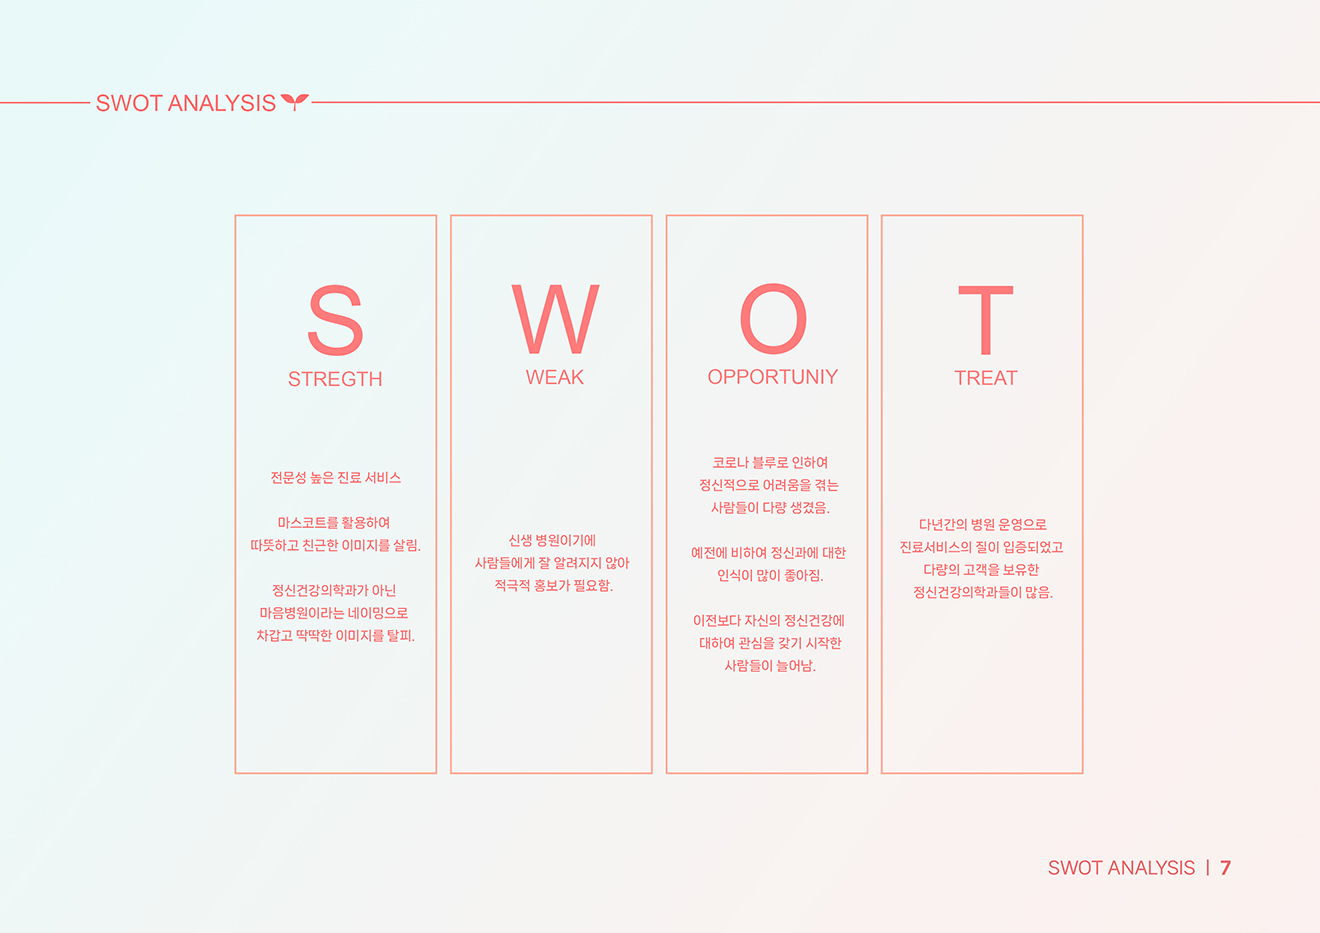 SWOT ANALYSIS
S
STREGTH
전문성 높은 진료 서비스
마스코트를 활용하여
따뜻하고 친근한 이미지를 살림.
정신건강의학과가 아닌
마음병원이라는 네이밍으로
차갑고 딱딱한 이미지를 탈피.
W
WEAK
신생 병원이기에
사람들에게 잘 알려지지 않아
적극적 홍보가 필요함.
O
OPPORTUNIY
코로나 블루로 인하여
정신적으로 어려움을 겪는
사람들이 다량 생겼음.
예전에 비하여 정신과에 대한
인식이 많이 좋아짐.
이전보다 자신의 정신건강에
대하여 관심을 갖기 시작한
사람들이 늘어남.
T
TREAT
다년간의 병원 운영으로
진료서비스의 질이 입증되었고
다량의 고객을 보유한
정신건강의학과들이 많음.
SWOT ANALYSIS | 7